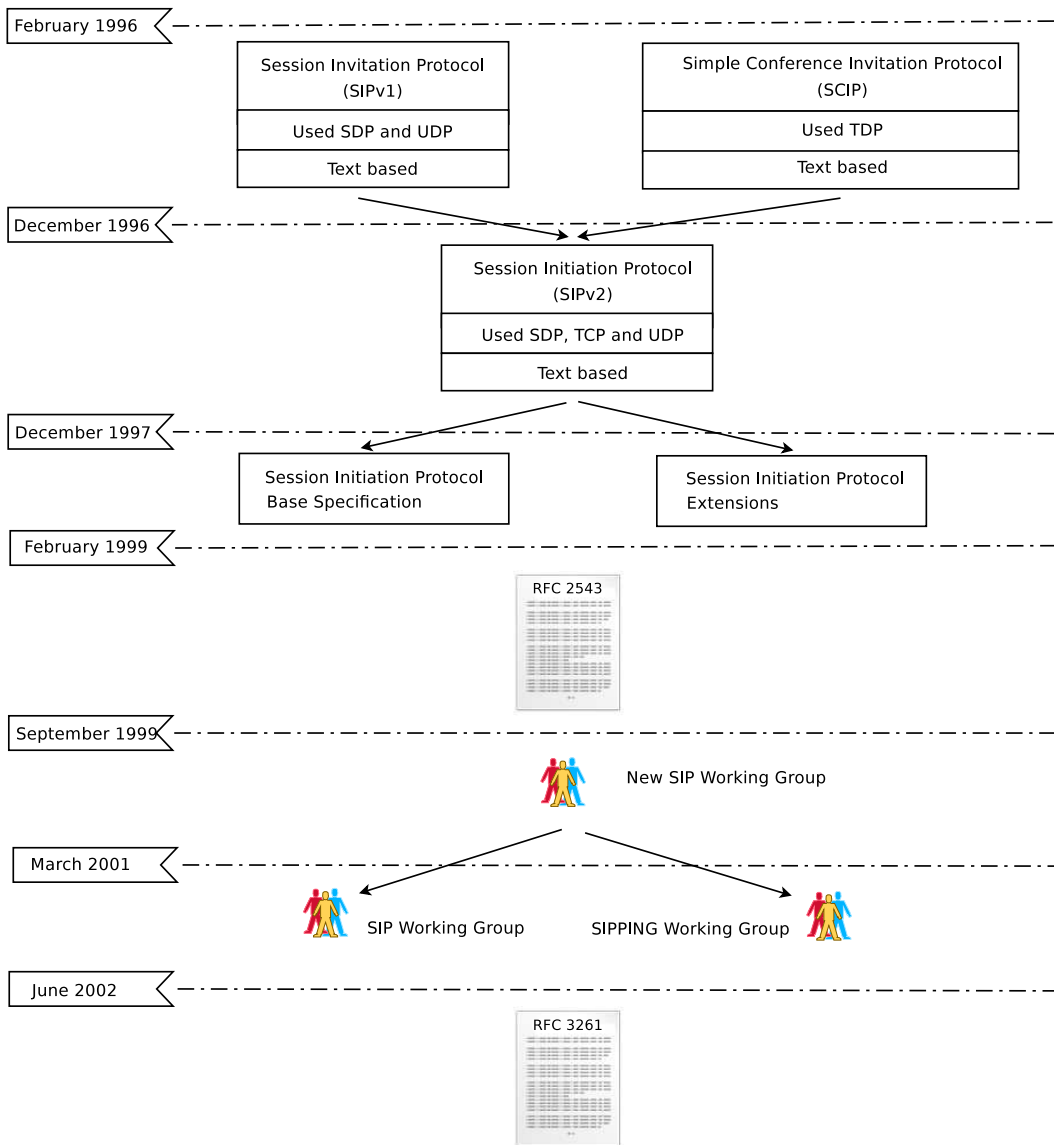 February 1996
Session Invitation Protocol
(SIPv1)
Used SDP and UDP
Text based
Simple Conference Invitation Protocol
(SCIP)
Used TDP
Text based
December 1996
Session Initiation Protocol
(SIPv2)
Used SDP, TCP and UDP
Text based
December 1997
Session Initiation Protocol
Base Specification
Session Initiation Protocol
Extensions
February 1999
RFC 2543
September 1999
New SIP Working Group
March 2001
SIP Working Group
SIPPING Working Group
June 2002
RFC 3261